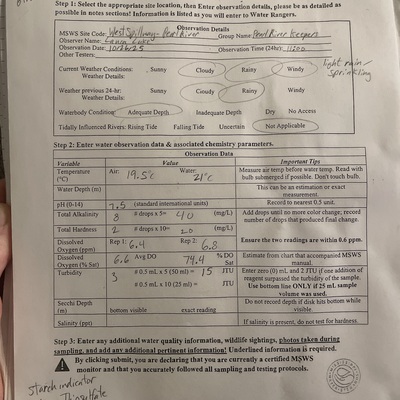 Step 1: Select the appropriate site location, then Enter observation details, please be as detailed as
possible in notes sections! Information is listed as you will enter to Water Rangers.
Observation Details
MSWS Site Code: West Spillway Pearl River Group Name: Pearl River Keepers
Observer Name:
Observation Date: 10/26/25 Observation Time (24hr): 1200
Other Testers:
light rain/
sprinkling
Current Weather Conditions: Sunny Cloudy Rainy Windy
Weather Details:
Weather previous 24-hr: Sunny Cloudy Rainy Windy
Weather Details:
Waterbody Condition: Adequate Depth Inadequate Depth Dry No Access
Tidally Influenced Rivers: Rising Tide Falling Tide Uncertain Not Applicable
Step 2: Enter water observation data & associated chemistry parameters.
Observation Data
Variable Value Important Tips
Temperature (°C) Air: 19.5°C Water: 21°C Measure air temp before water temp. Read with
bulb submerged if possible. Don't touch bulb.
Water Depth (m) This can be an estimation or exact
measurement.
pH (0-14) 7.5 (standard international units) Record to nearest 0.5 unit.
Total Alkalinity 8 # drops x 5= 40 (mg/L) Add drops until no more color change; record
number of drops that produced final change.
Total Hardness 2 # drops x 10= 20 (mg/L)
Dissolved Oxygen (ppm) Rep 1: 6.4 Rep 2: 6.8 Ensure the two readings are within 0.6 ppm.
Dissolved Oxygen (% Sat) 6.6 Avg DO 74.4 % DO Sat Estimate from chart that accompanied MSWS
manual.
Turbidity 3 # 0.5 mL x 5 (50 ml) = 15 JTU Enter zero (0) mL and 2 JTU if one addition of
reagent surpassed the turbidity of the sample.
# 0.5 mL x 10 (25 ml) = JTU Use bottom line ONLY if 25 mL sample
volume was used.
Secchi Depth (m) bottom visible exact reading Do not record depth if disk hits bottom while
visible.
Salinity (ppt) If salinity is present, do not test for hardness.
Step 3: Enter any additional water quality information, wildlife sightings, photos taken during
sampling, and add any additional pertinent information! Underlined information is required.
By clicking submit, you are declaring that you are currently a certified MSWS
monitor and that you accurately followed all sampling and testing protocols.
Starch indicator
Thiosulfate